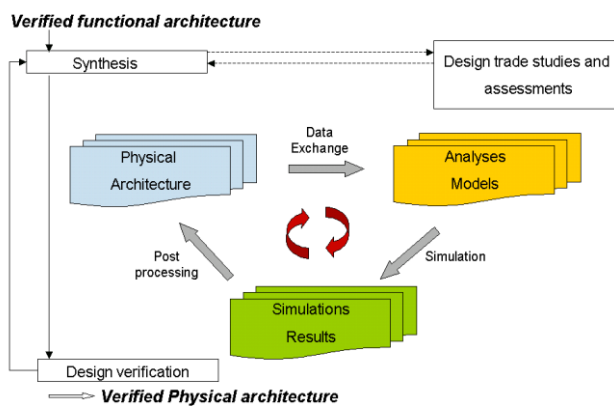 Verified functional architecture
Synthesis
Design trade studies and
assessments
Data
Exchange
Physical
Architecture
Analyses
Models
Post
processing
Simulation
Simulations
Results
Design verification
Verified Physical architecture